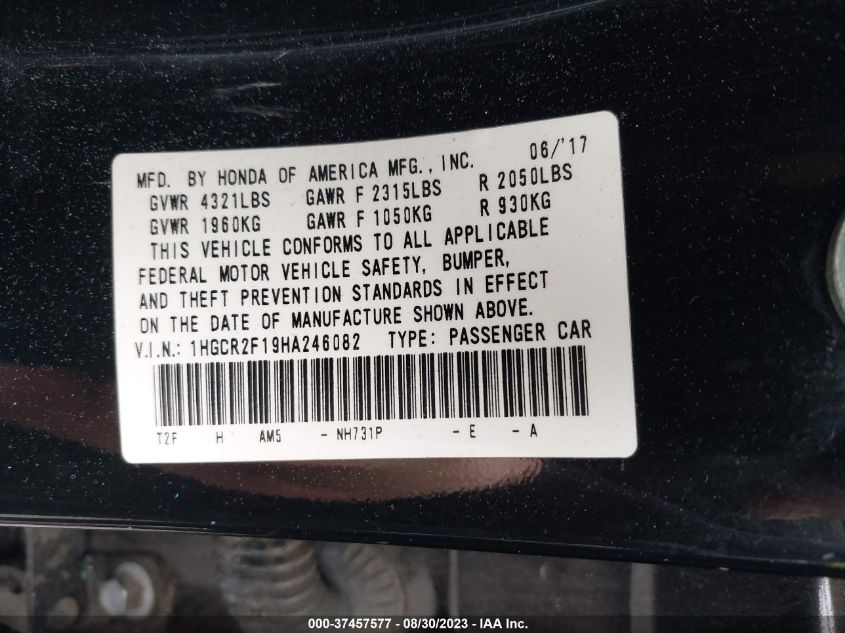 MFD. BY HONDA OF AMERICA MFG., INC. 06/'17
GVWR 4321LBS GAWR F 2315LBS R 2050LBS
GVWR 1960KG GAWR F 1050KG R 930KG
THIS VEHICLE CONFORMS TO ALL APPLICABLE
FEDERAL MOTOR VEHICLE SAFETY, BUMPER,
AND THEFT PREVENTION STANDARDS IN EFFECT
ON THE DATE OF MANUFACTURE SHOWN ABOVE.
V.I.N.: 1HGCR2F19HA246082 TYPE: PASSENGER CAR
T2F H AM5 - NH731P - E - A
000-37457577 — 08/30/2023 — IAA Inc.